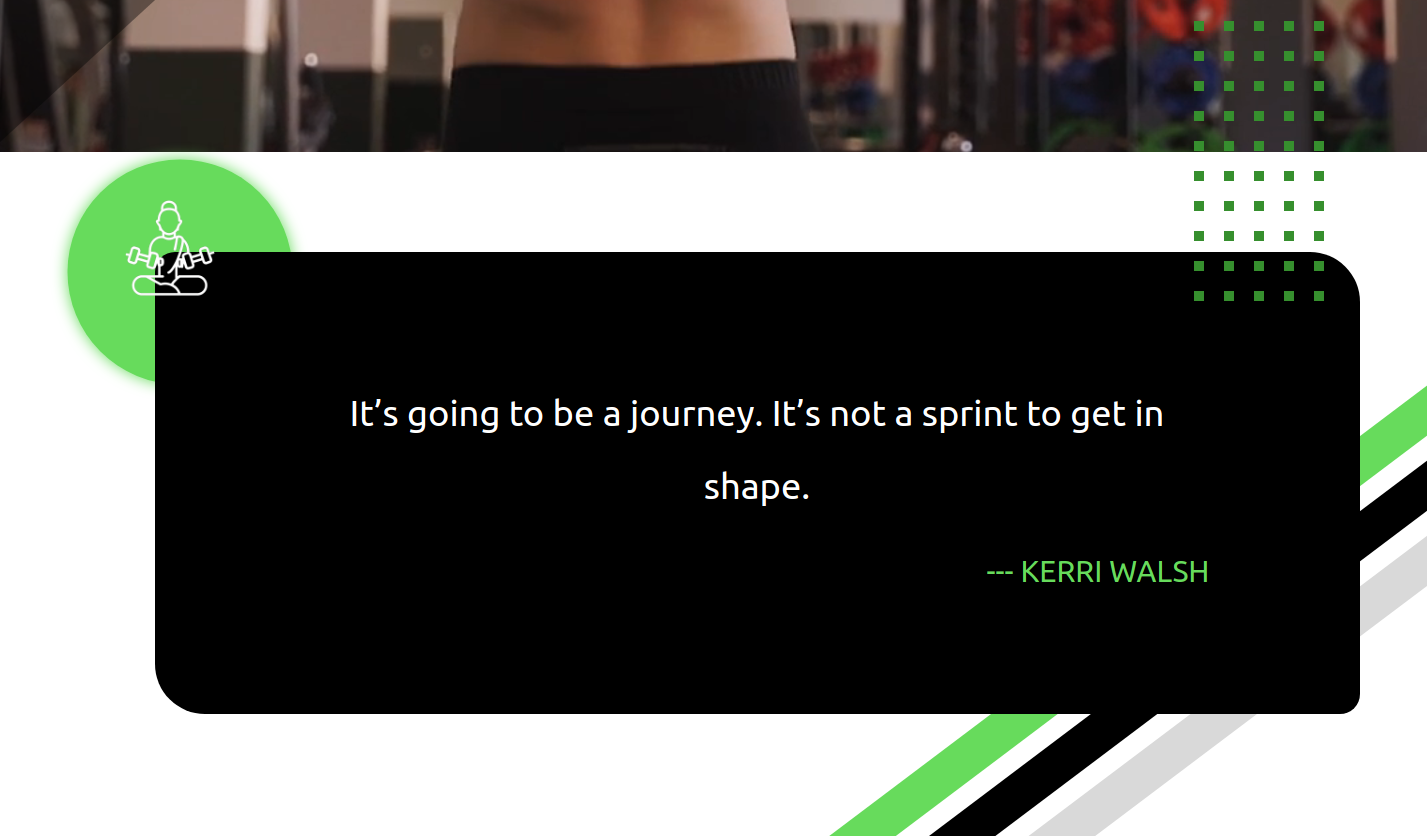 It’s going to be a journey. It’s not a sprint to get in
shape.
--- KERRI WALSH